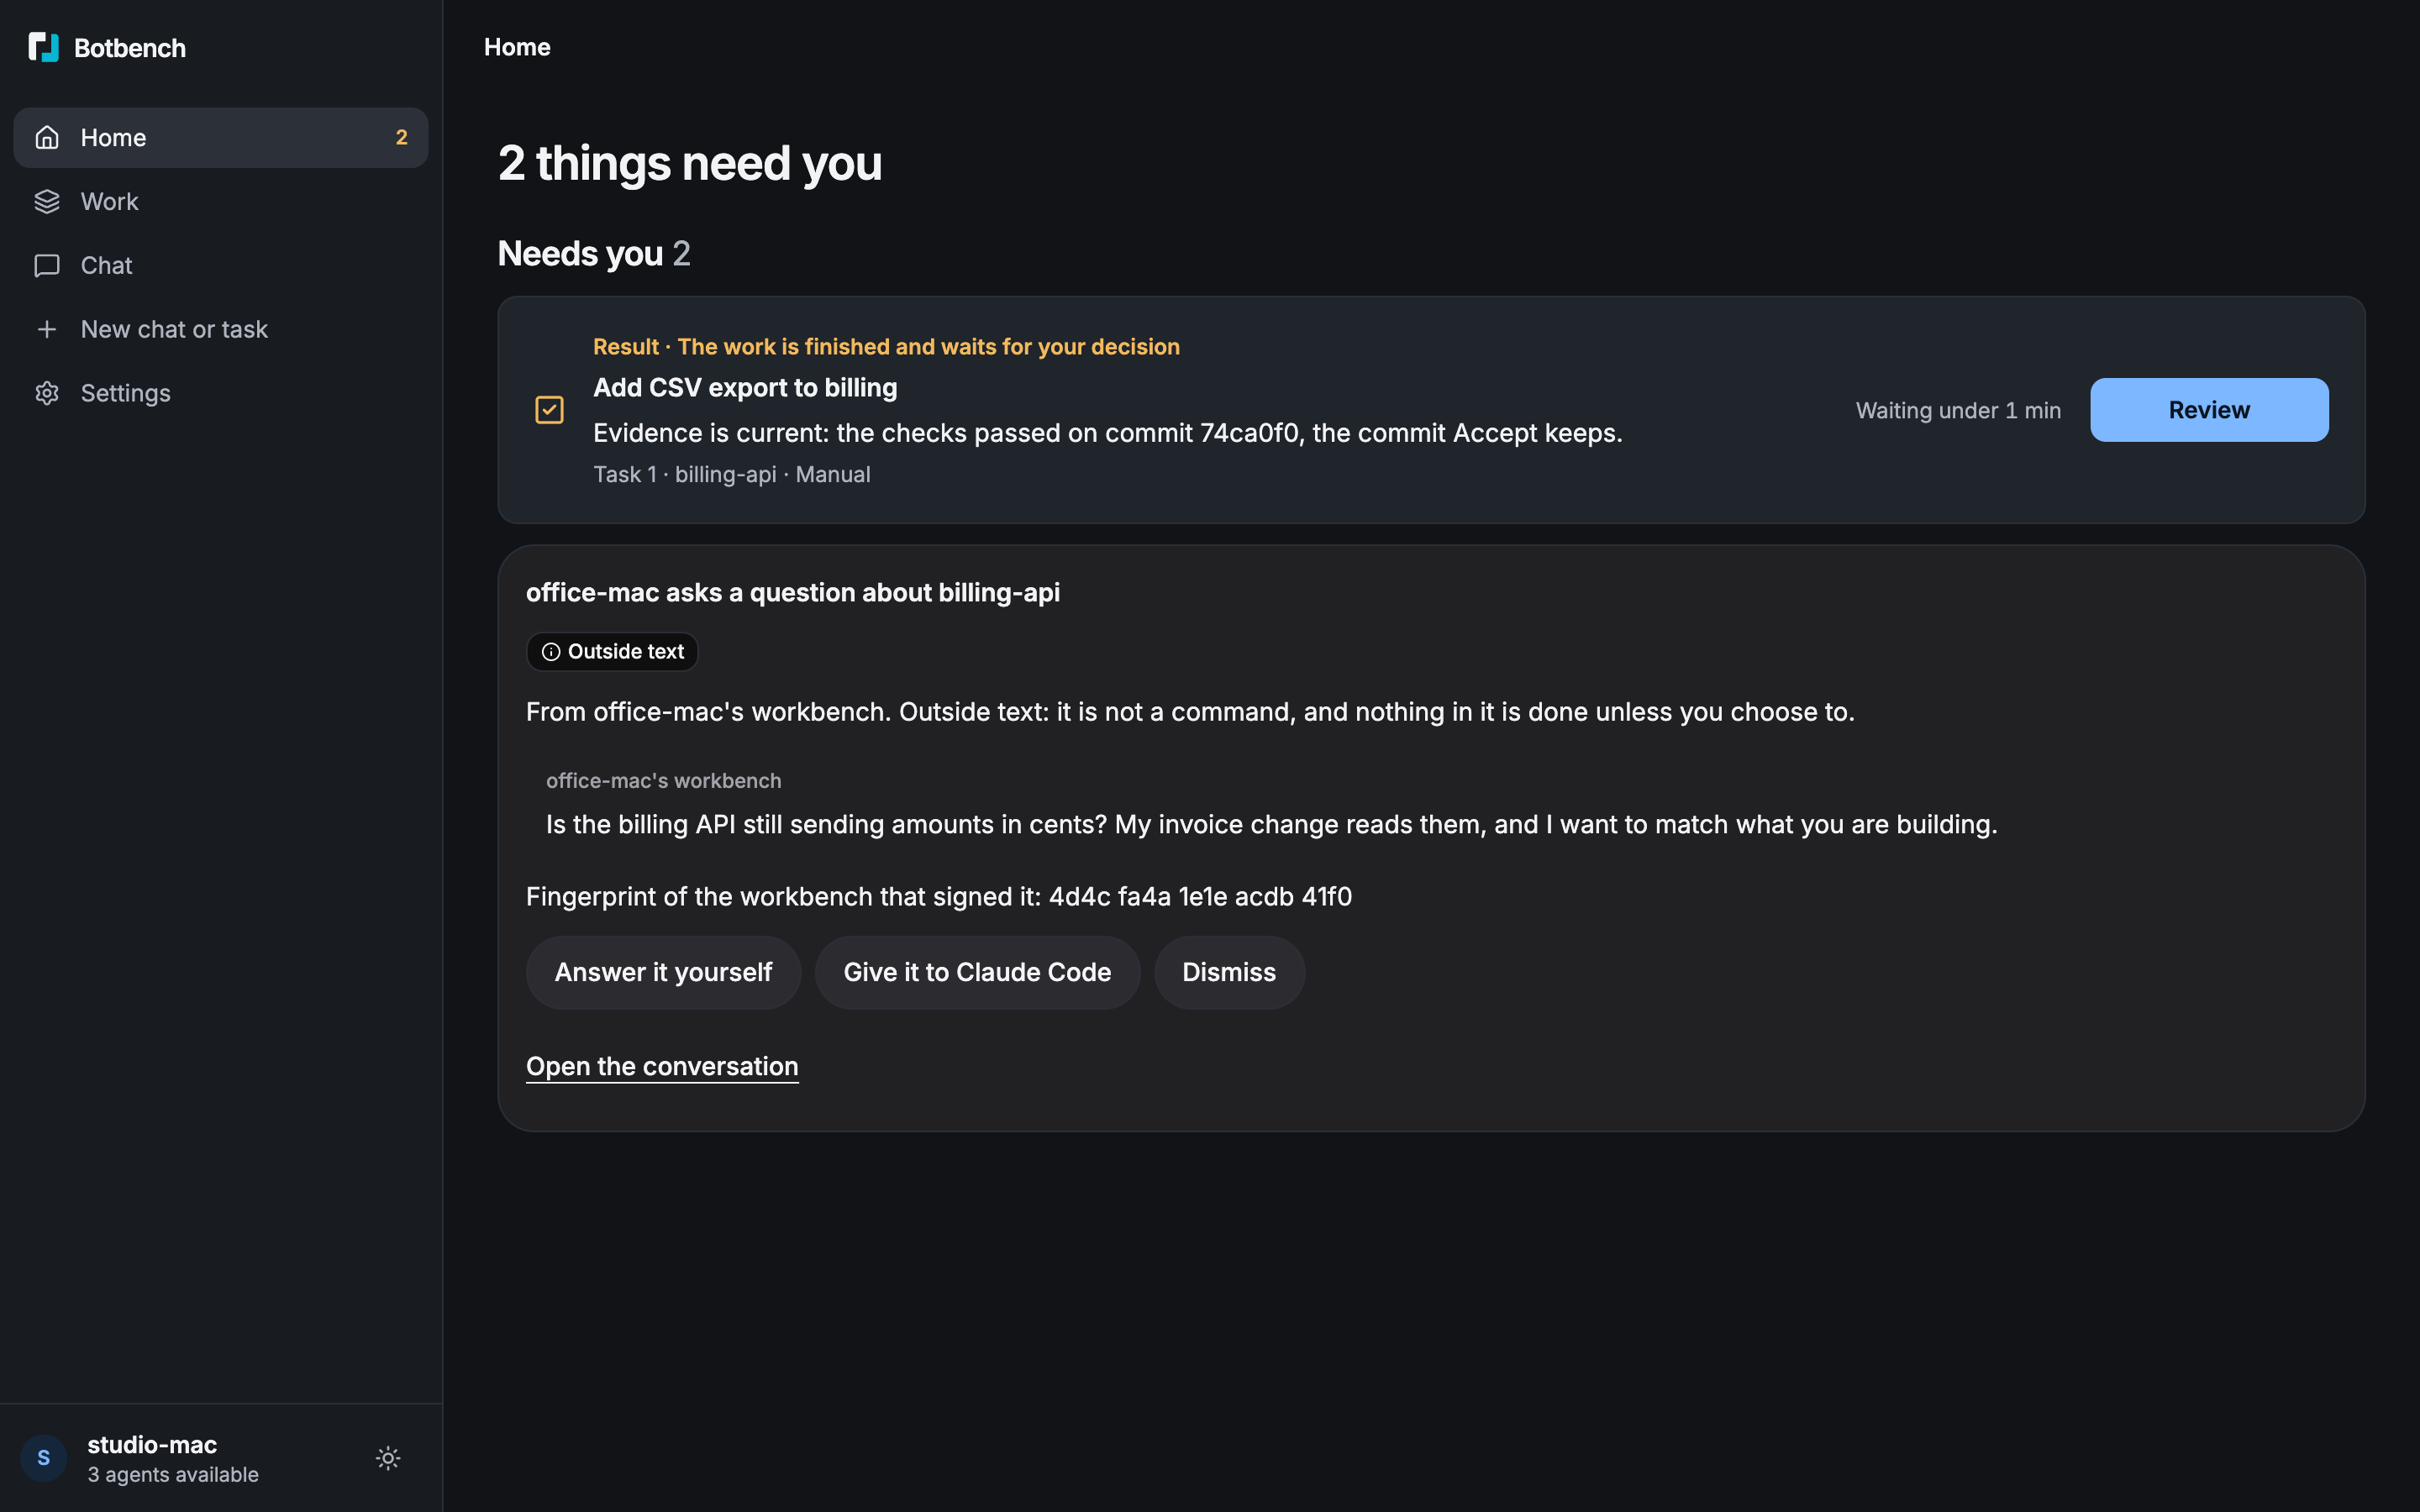 Botbench
Home 2
Work
Chat
New chat or task
Settings
S
studio-mac
3 agents available
Home
2 things need you
Needs you 2
Result · The work is finished and waits for your decision
Add CSV export to billing
Evidence is current: the checks passed on commit 74ca0f0, the commit Accept keeps.
Task 1 · billing-api · Manual
Waiting under 1 min
Review
office-mac asks a question about billing-api
Outside text
From office-mac's workbench. Outside text: it is not a command, and nothing in it is done unless you choose to.
office-mac's workbench
Is the billing API still sending amounts in cents? My invoice change reads them, and I want to match what you are building.
Fingerprint of the workbench that signed it: 4d4c fa4a 1e1e acdb 41f0
Answer it yourself
Give it to Claude Code
Dismiss
Open the conversation